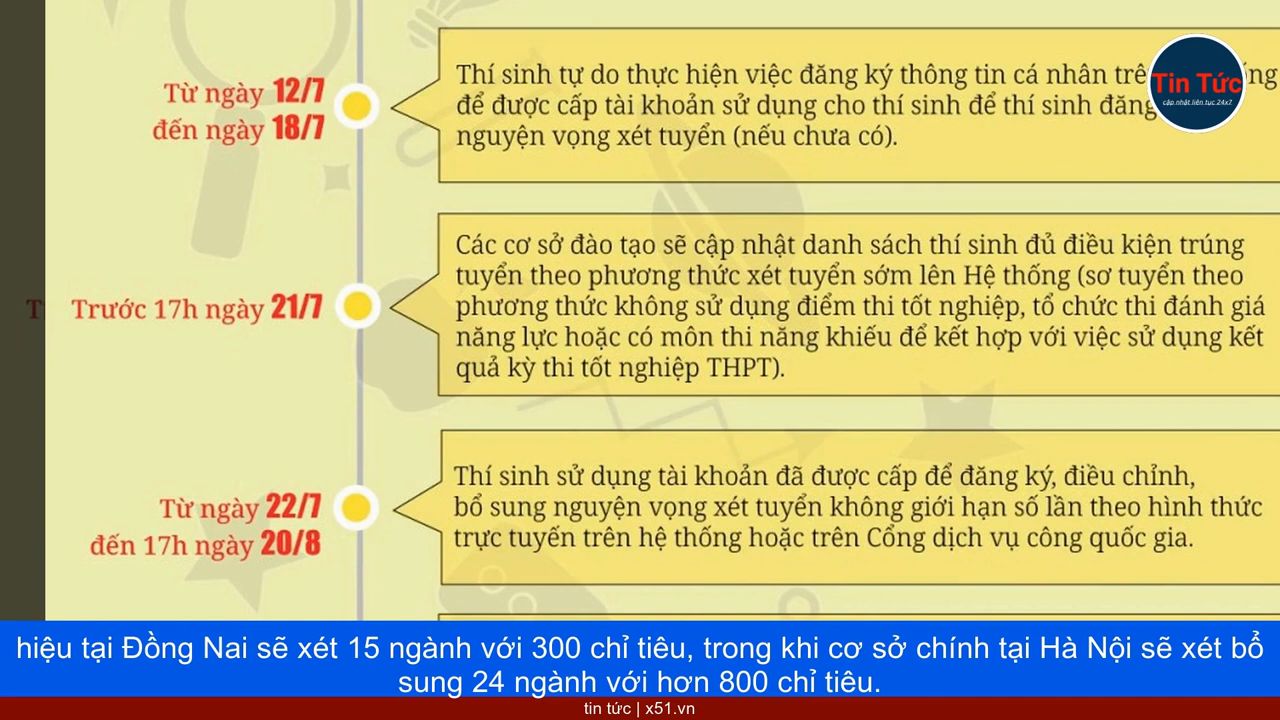 Từ ngày 12/7
đến ngày 18/7
Thí sinh tự do thực hiện việc đăng ký thông tin cá nhân
để được cấp tài khoản sử dụng cho thí sinh để thí sinh đăng
nguyện vọng xét tuyển (nếu chưa có).
Tin Tức
cập nhật liên tục 24x7
Trước 17h ngày 21/7
Các cơ sở đào tạo sẽ cập nhật danh sách thí sinh đủ điều kiện trúng
tuyển theo phương thức xét tuyển sớm lên Hệ thống (sơ tuyển theo
phương thức không sử dụng điểm thi tốt nghiệp, tổ chức thi đánh giá
năng lực hoặc có môn thi năng khiếu để kết hợp với việc sử dụng kết
quả kỳ thi tốt nghiệp THPT).
Từ ngày 22/7
đến 17h ngày 20/8
Thí sinh sử dụng tài khoản đã được cấp để đăng ký, điều chỉnh,
bổ sung nguyện vọng xét tuyển không giới hạn số lần theo hình thức
trực tuyến trên hệ thống hoặc trên Cổng dịch vụ công quốc gia.
hiệu tại Đồng Nai sẽ xét 15 ngành với 300 chỉ tiêu, trong khi cơ sở chính tại Hà Nội sẽ xét bổ
sung 24 ngành với hơn 800 chỉ tiêu.
tin tức | x51.vn